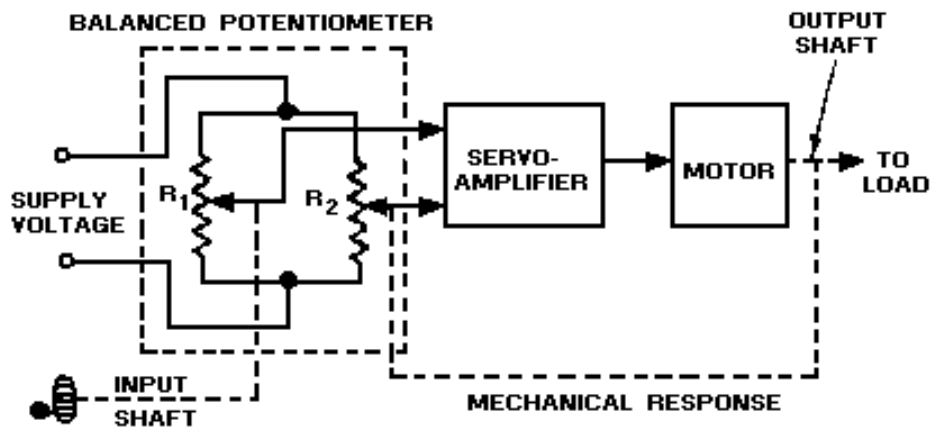 BALANCED POTENTIOMETER
OUTPUT
SHAFT
SERVO-
AMPLIFIER
MOTOR
TO
LOAD
SUPPLY
VOLTAGE
R1
R2
INPUT
SHAFT
MECHANICAL RESPONSE